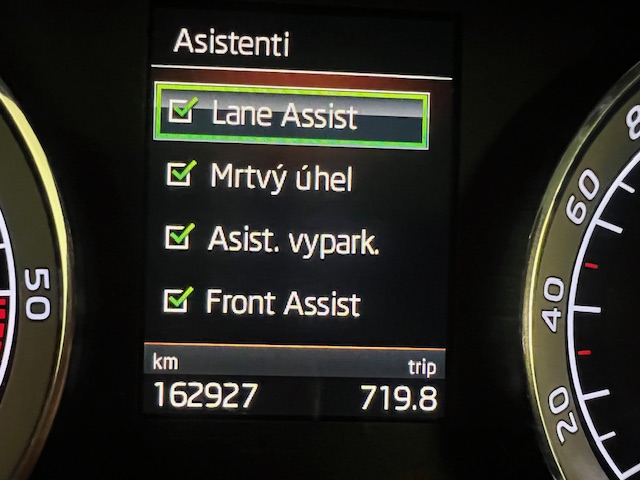 Asistenti
Lane Assist
Mrtvý úhel
Asist. vypark.
Front Assist
km trip
162927 719.8
50
60
40
20